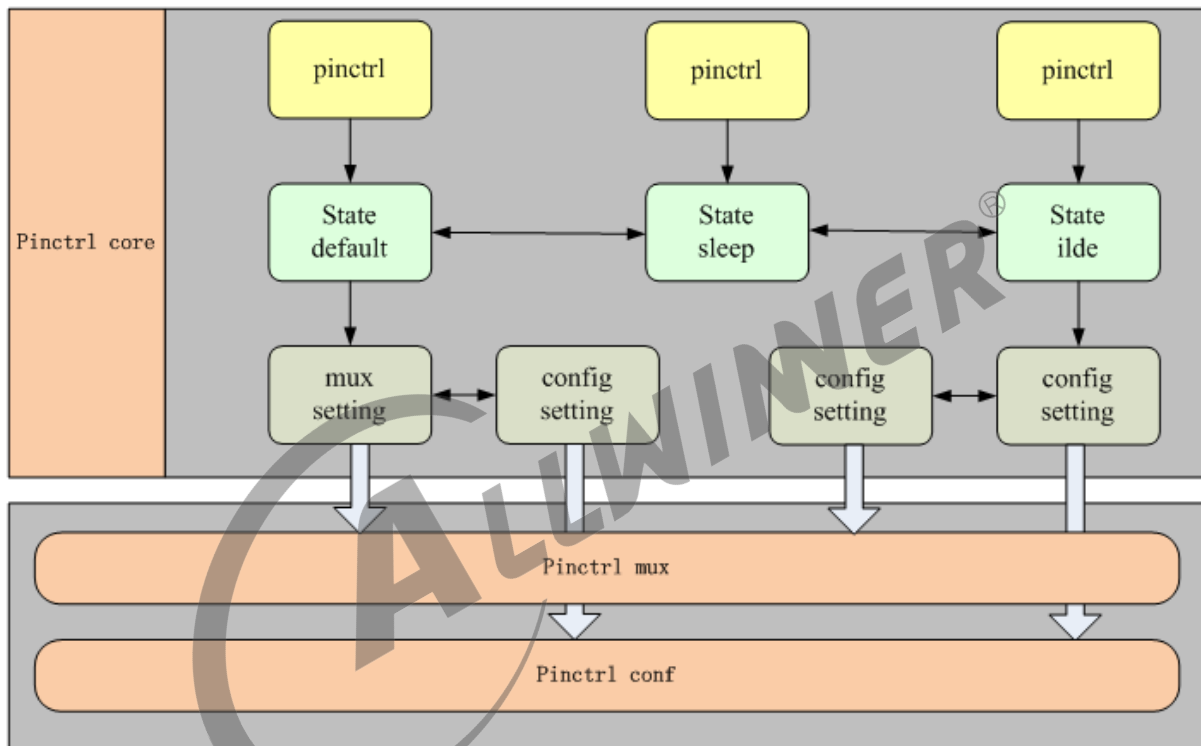 pinctrl
pinctrl
pinctrl
Pinctrl core
State
default
State
sleep
State
ilde
mux
setting
config
setting
config
setting
config
setting
ALLWINNER®
Pinctrl mux
Pinctrl conf